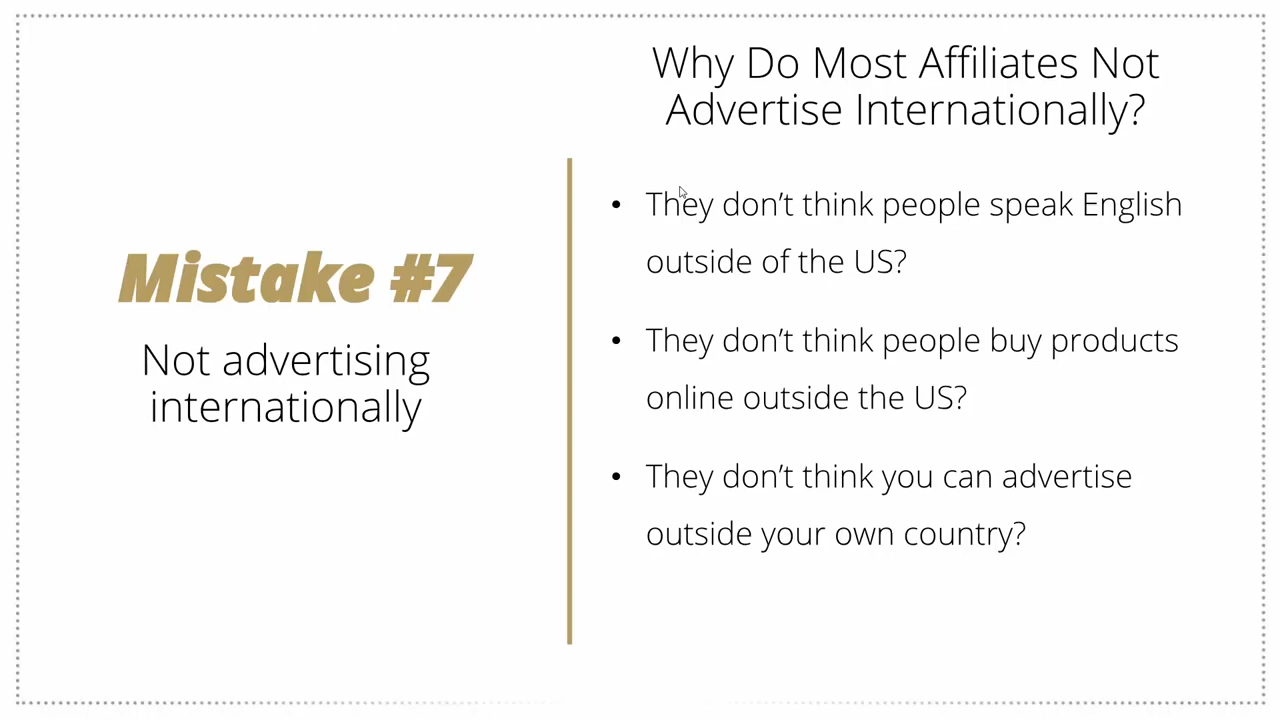 Mistake #7
Not advertising
internationally
Why Do Most Affiliates Not
Advertise Internationally?
• They don’t think people speak English
outside of the US?
• They don’t think people buy products
online outside the US?
• They don’t think you can advertise
outside your own country?